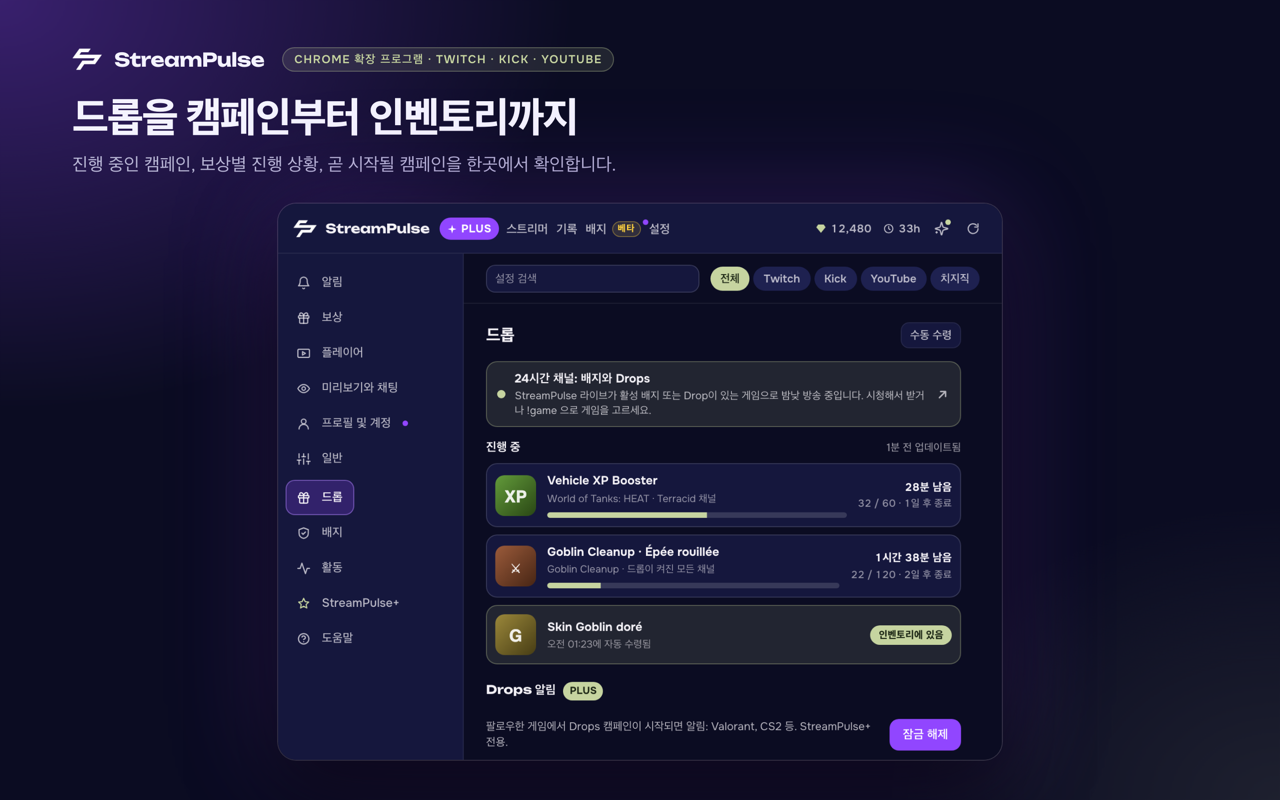 StreamPulse
CHROME 확장 프로그램 · TWITCH · KICK · YOUTUBE
드롭을 캠페인부터 인벤토리까지
진행 중인 캠페인, 보상별 진행 상황, 곧 시작될 캠페인을 한곳에서 확인합니다.
StreamPulse
PLUS
스트리머
기록
배지
베타
설정
12,480
33h
알림
보상
플레이어
미리보기와 채팅
프로필 및 계정
일반
드롭
배지
활동
StreamPulse+
도움말
설정 검색
전체
Twitch
Kick
YouTube
치지직
드롭
수동 수령
24시간 채널: 배지와 Drops
StreamPulse 라이브가 활성 배지 또는 Drop이 있는 게임으로 밤낮 방송 중입니다. 시청해서 받거
나 !game 으로 게임을 고르세요.
진행 중
1분 전 업데이트됨
XP
Vehicle XP Booster
World of Tanks: HEAT · Terracid 채널
28분 남음
32 / 60 · 1일 후 종료
Goblin Cleanup · Épée rouillée
Goblin Cleanup · 드롭이 켜진 모든 채널
1시간 38분 남음
22 / 120 · 2일 후 종료
G
Skin Goblin doré
오전 01:23에 자동 수령됨
인벤토리에 있음
Drops 알림
PLUS
팔로우한 게임에서 Drops 캠페인이 시작되면 알림: Valorant, CS2 등. StreamPulse+
전용.
잠금 해제